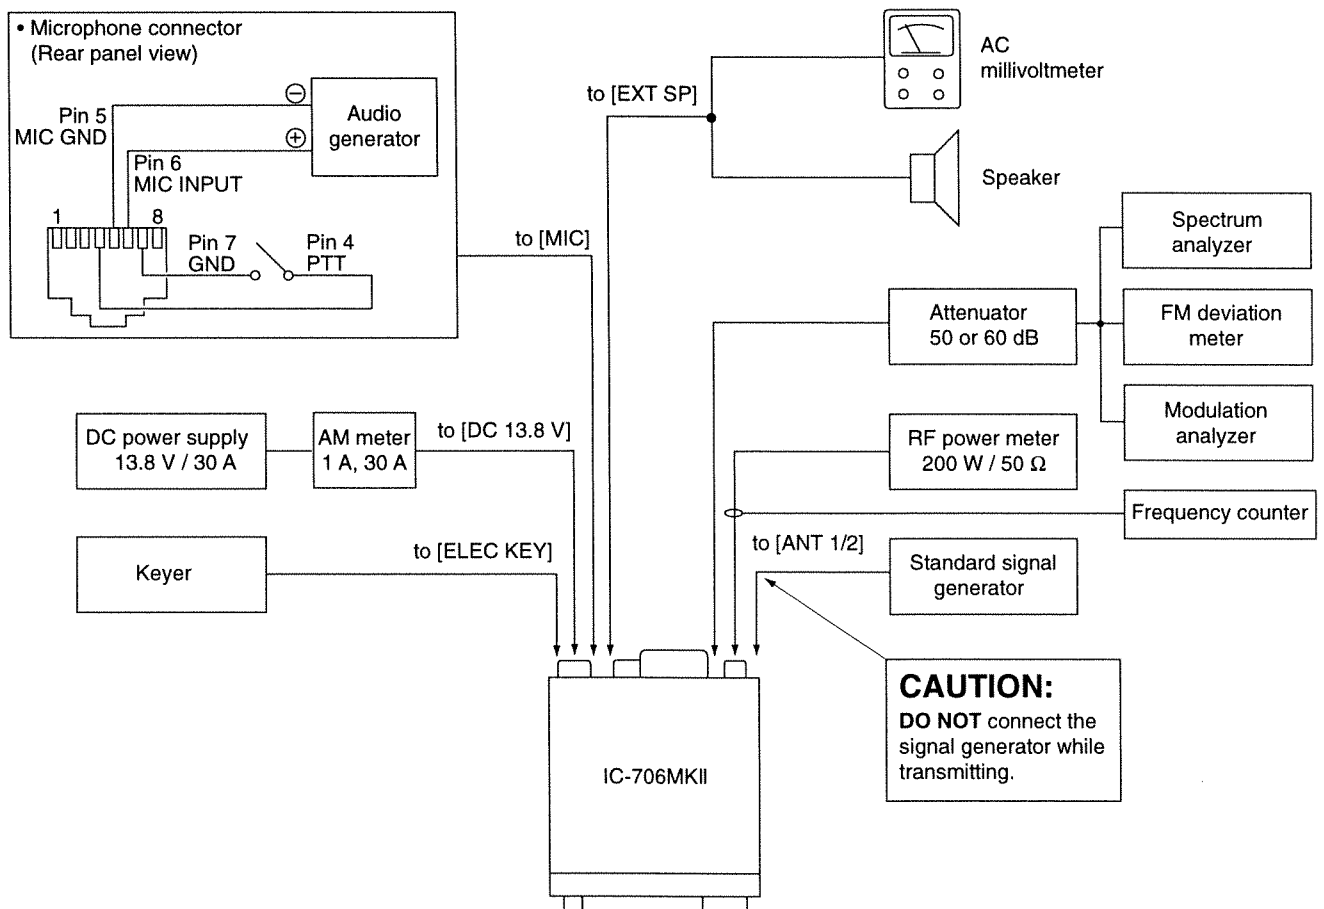 • Microphone connector
(Rear panel view)
Pin 5
MIC GND
⊖
⊕
Audio
generator
Pin 6
MIC INPUT
1
8
Pin 7
GND
Pin 4
PTT
to [MIC]
to [EXT SP]
AC
millivoltmeter
Speaker
Spectrum
analyzer
Attenuator
50 or 60 dB
FM deviation
meter
Modulation
analyzer
DC power supply
13.8 V / 30 A
AM meter
1 A, 30 A
to [DC 13.8 V]
RF power meter
200 W / 50 Ω
Frequency counter
Keyer
to [ELEC KEY]
to [ANT 1/2]
Standard signal
generator
CAUTION:
DO NOT connect the
signal generator while
transmitting.
IC-706MKII